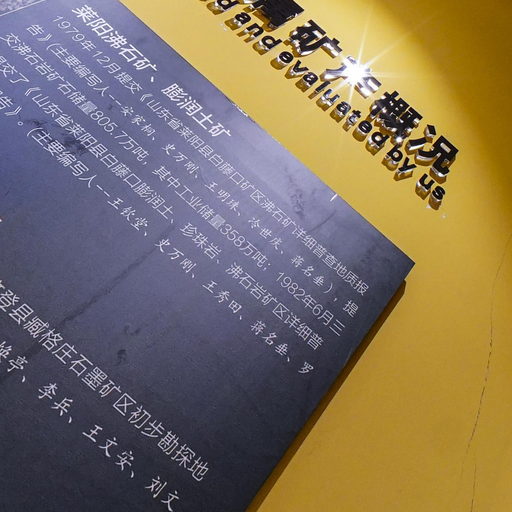 属矿产概况
d and evaluated by us
莱阳沸石矿、膨润土矿
1979年12月提交《山东省莱阳县白藤口矿区沸石矿详细普查地质报
告》(主要编写人—安家桐、史万刚、王明珠、冷世庆、蒋名垂),提
交沸石岩矿石储量805.7万吨,其中工业储量358万吨;1982年6月三
提交了《山东省莱阳县白藤口膨润土、珍珠岩、沸石岩矿区详细普
告》。(主要编写人—王钦堂、史万刚、王秀田、蒋名垂、罗
登县臧格庄石墨矿区初步勘探地
焕亭、李兵、王文安、刘文